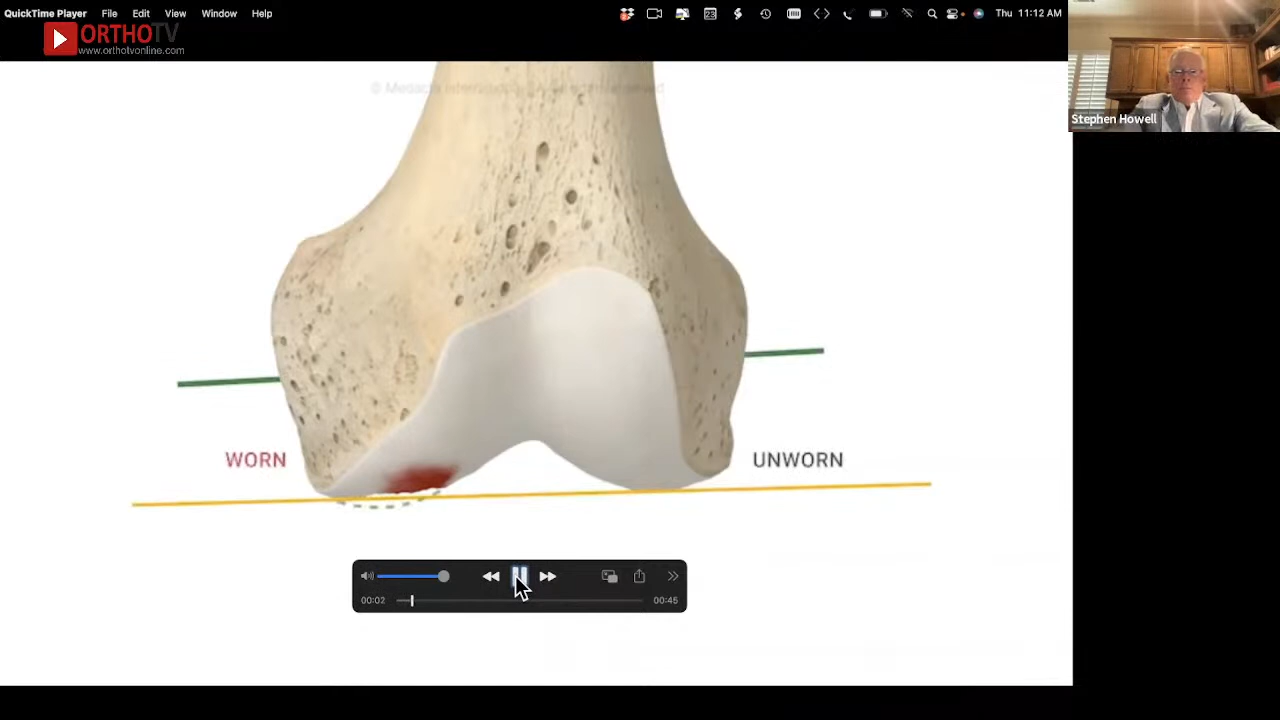 QuickTime Player File Edit View Window Help
23
Thu 11:12 AM
ORTHOTV
www.orthotvonline.com
Stephen Howell
WORN
UNWORN
00:02
00:45